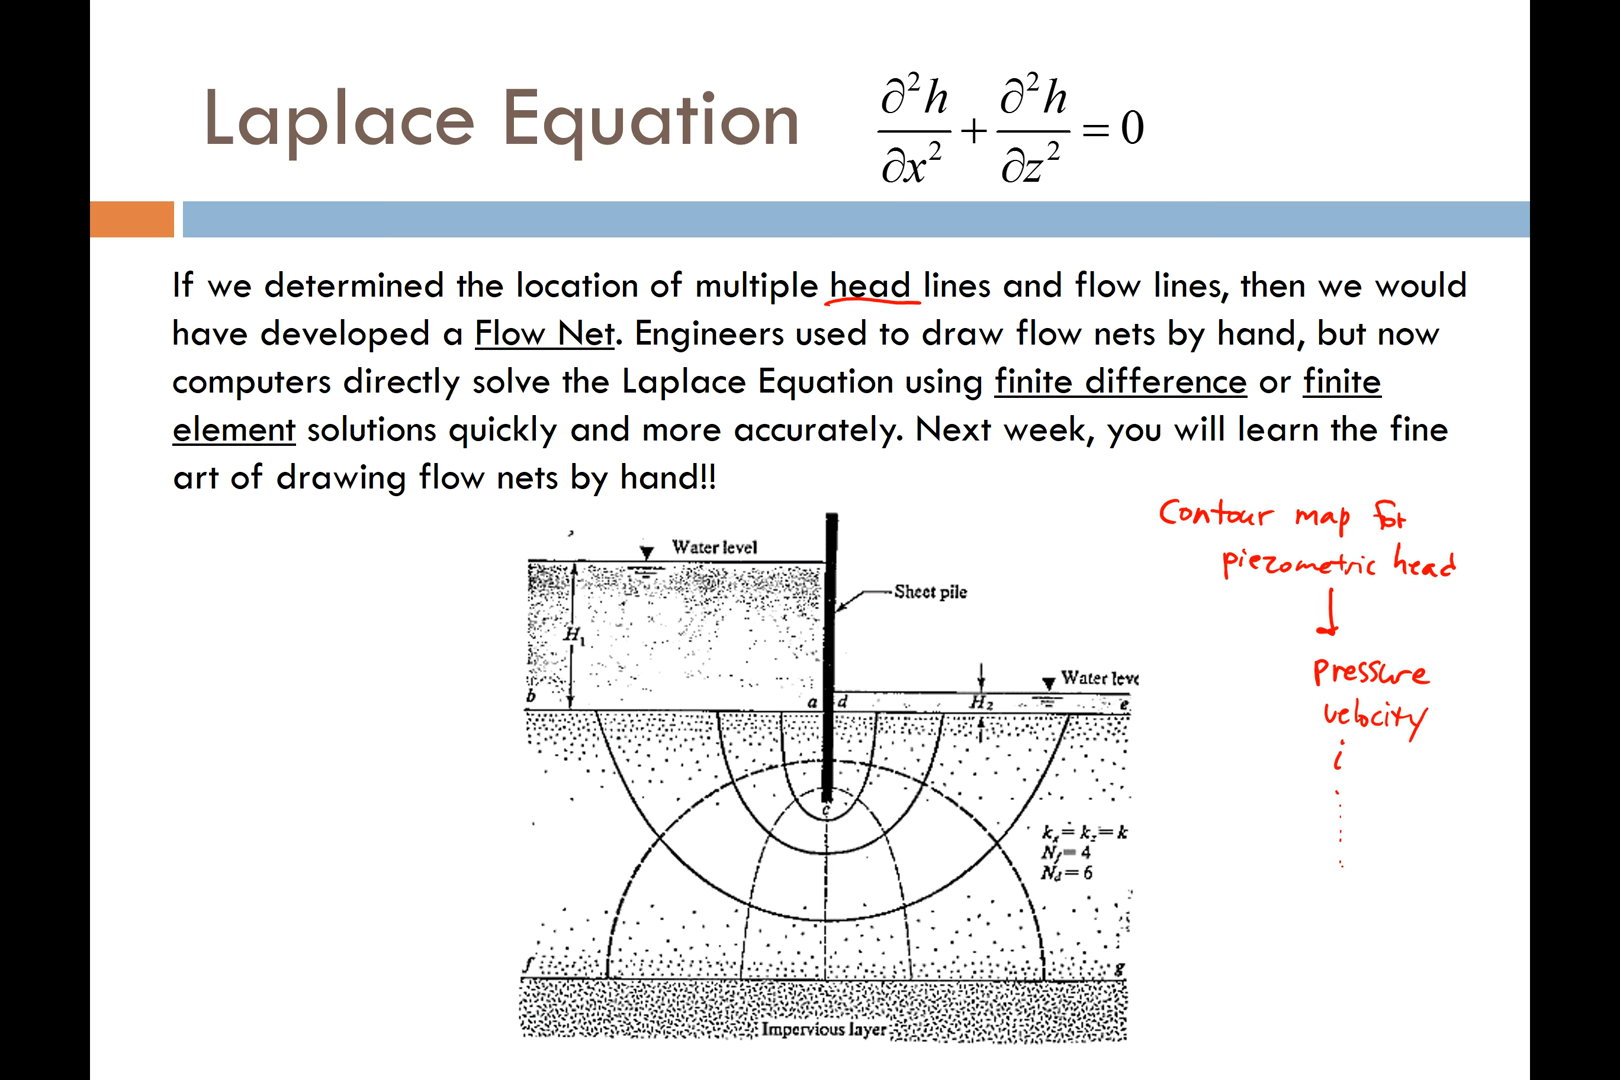 Laplace Equation
∂²h/∂x² + ∂²h/∂z² = 0
If we determined the location of multiple head lines and flow lines, then we would
have developed a Flow Net. Engineers used to draw flow nets by hand, but now
computers directly solve the Laplace Equation using finite difference or finite
element solutions quickly and more accurately. Next week, you will learn the fine
art of drawing flow nets by hand!!
Contour map for
piezometric head
pressure
velocity
i
Water level
Sheet pile
H₁
Water leve
b
a
d
H₂
e
c
kₓ = k_z = k
N_f = 4
N_d = 6
f
g
Impervious layer